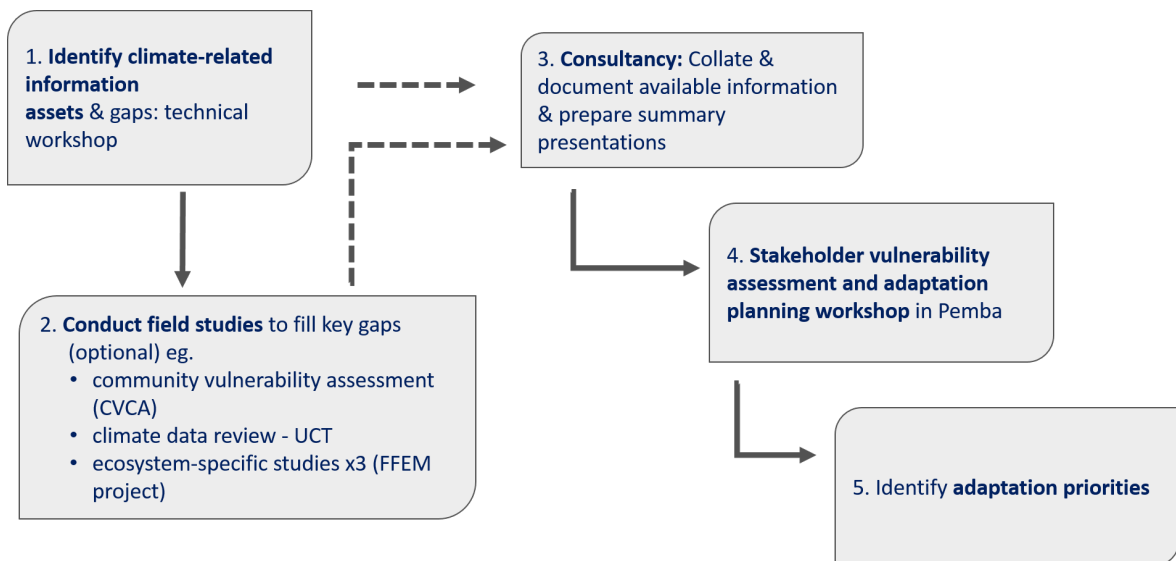 1. Identify climate-related
information
assets & gaps: technical
workshop
2. Conduct field studies to fill key gaps
(optional) eg.
• community vulnerability assessment
(CVCA)
• climate data review - UCT
• ecosystem-specific studies x3 (FFEM
project)
3. Consultancy: Collate &
document available information
& prepare summary
presentations
4. Stakeholder vulnerability
assessment and adaptation
planning workshop in Pemba
5. Identify adaptation priorities